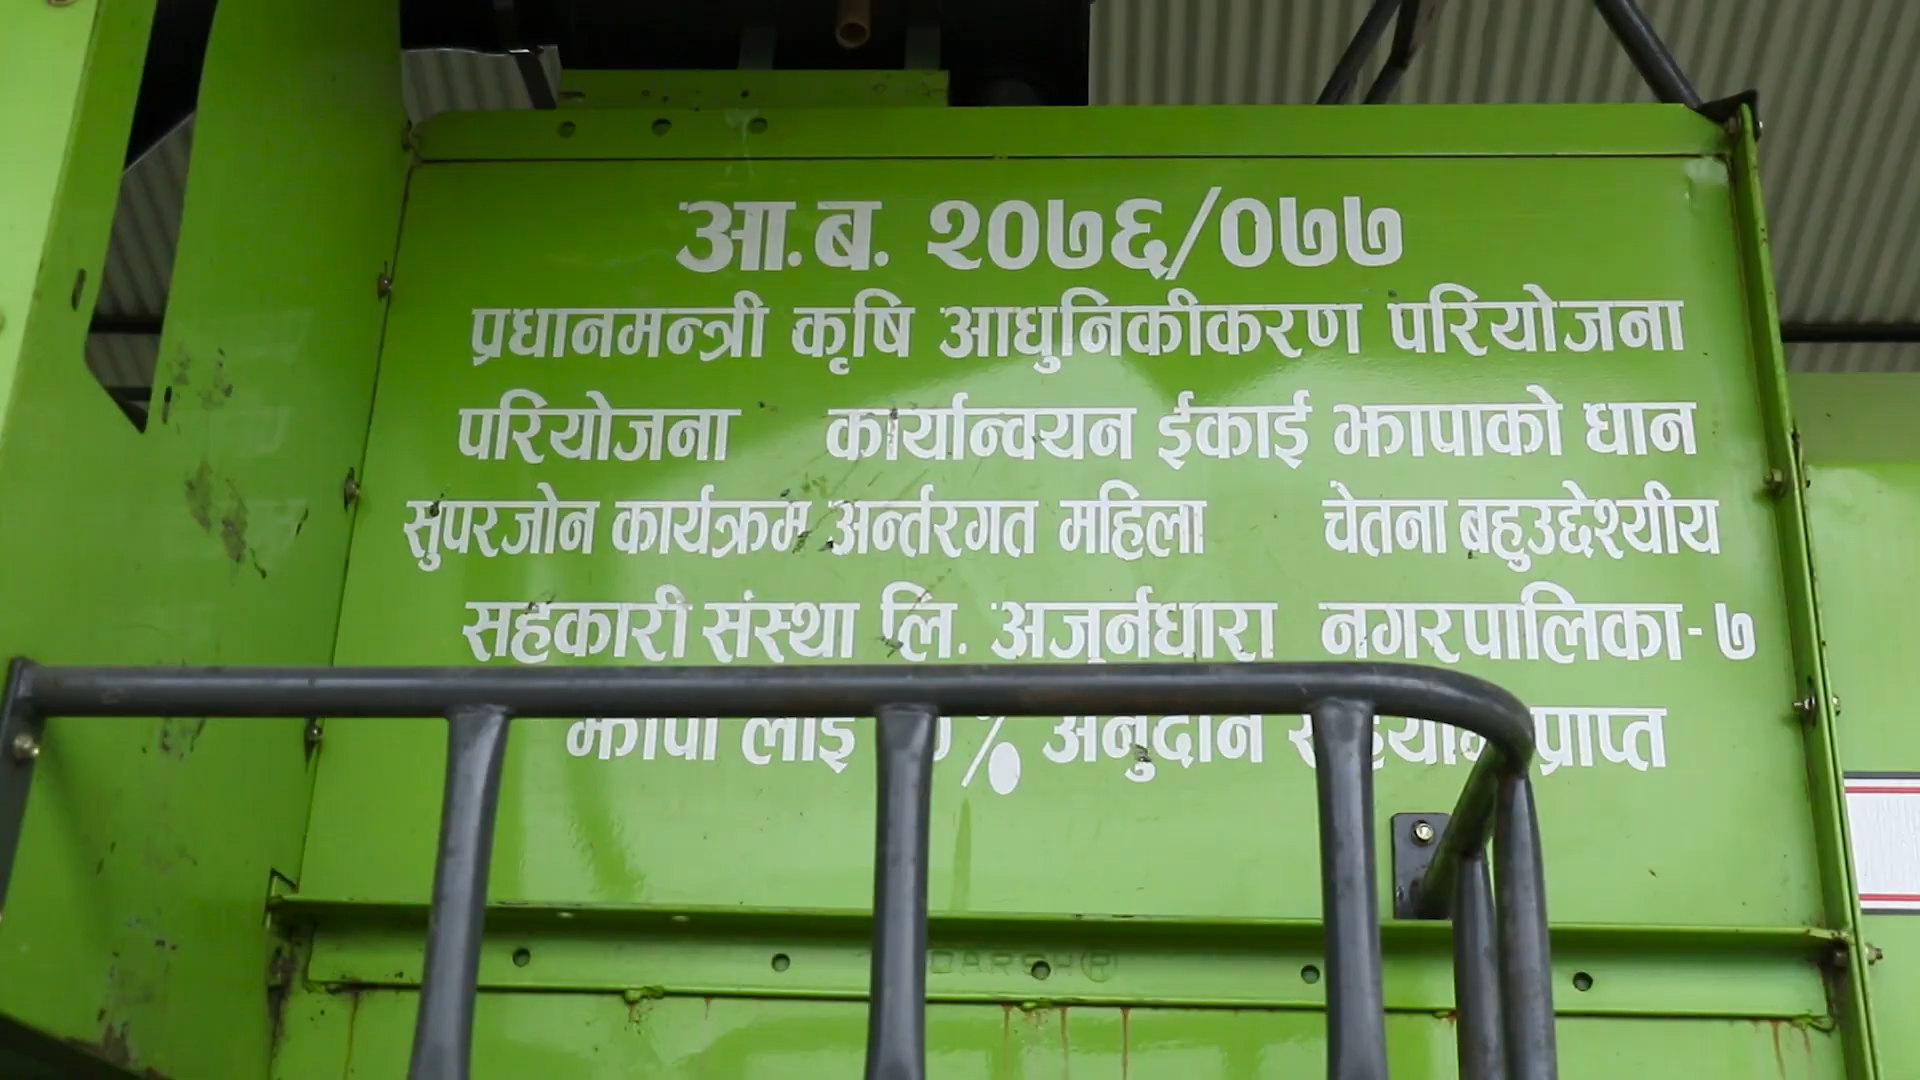 आ.ब. २०७६/०७७
प्रधानमन्त्री कृषि आधुनिकीकरण परियोजना
परियोजना कार्यान्वयन ईकाई झापाको धान
सुपरजोन कार्यक्रम अर्न्तरगत महिला चेतना बहुउद्देश्यीय
सहकारी संस्था लि. अजुर्नधारा नगरपालिका-७
झापा लाई % अनुदान प्राप्त